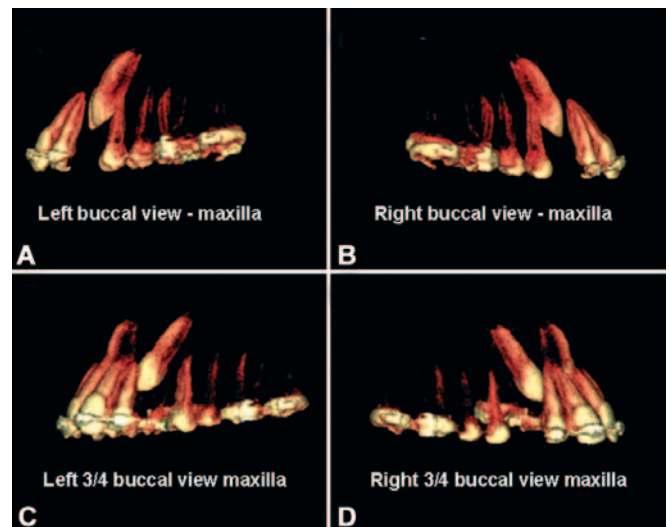 Left buccal view - maxilla
A
Right buccal view - maxilla
B
Left 3/4 buccal view maxilla
C
Right 3/4 buccal view maxilla
D